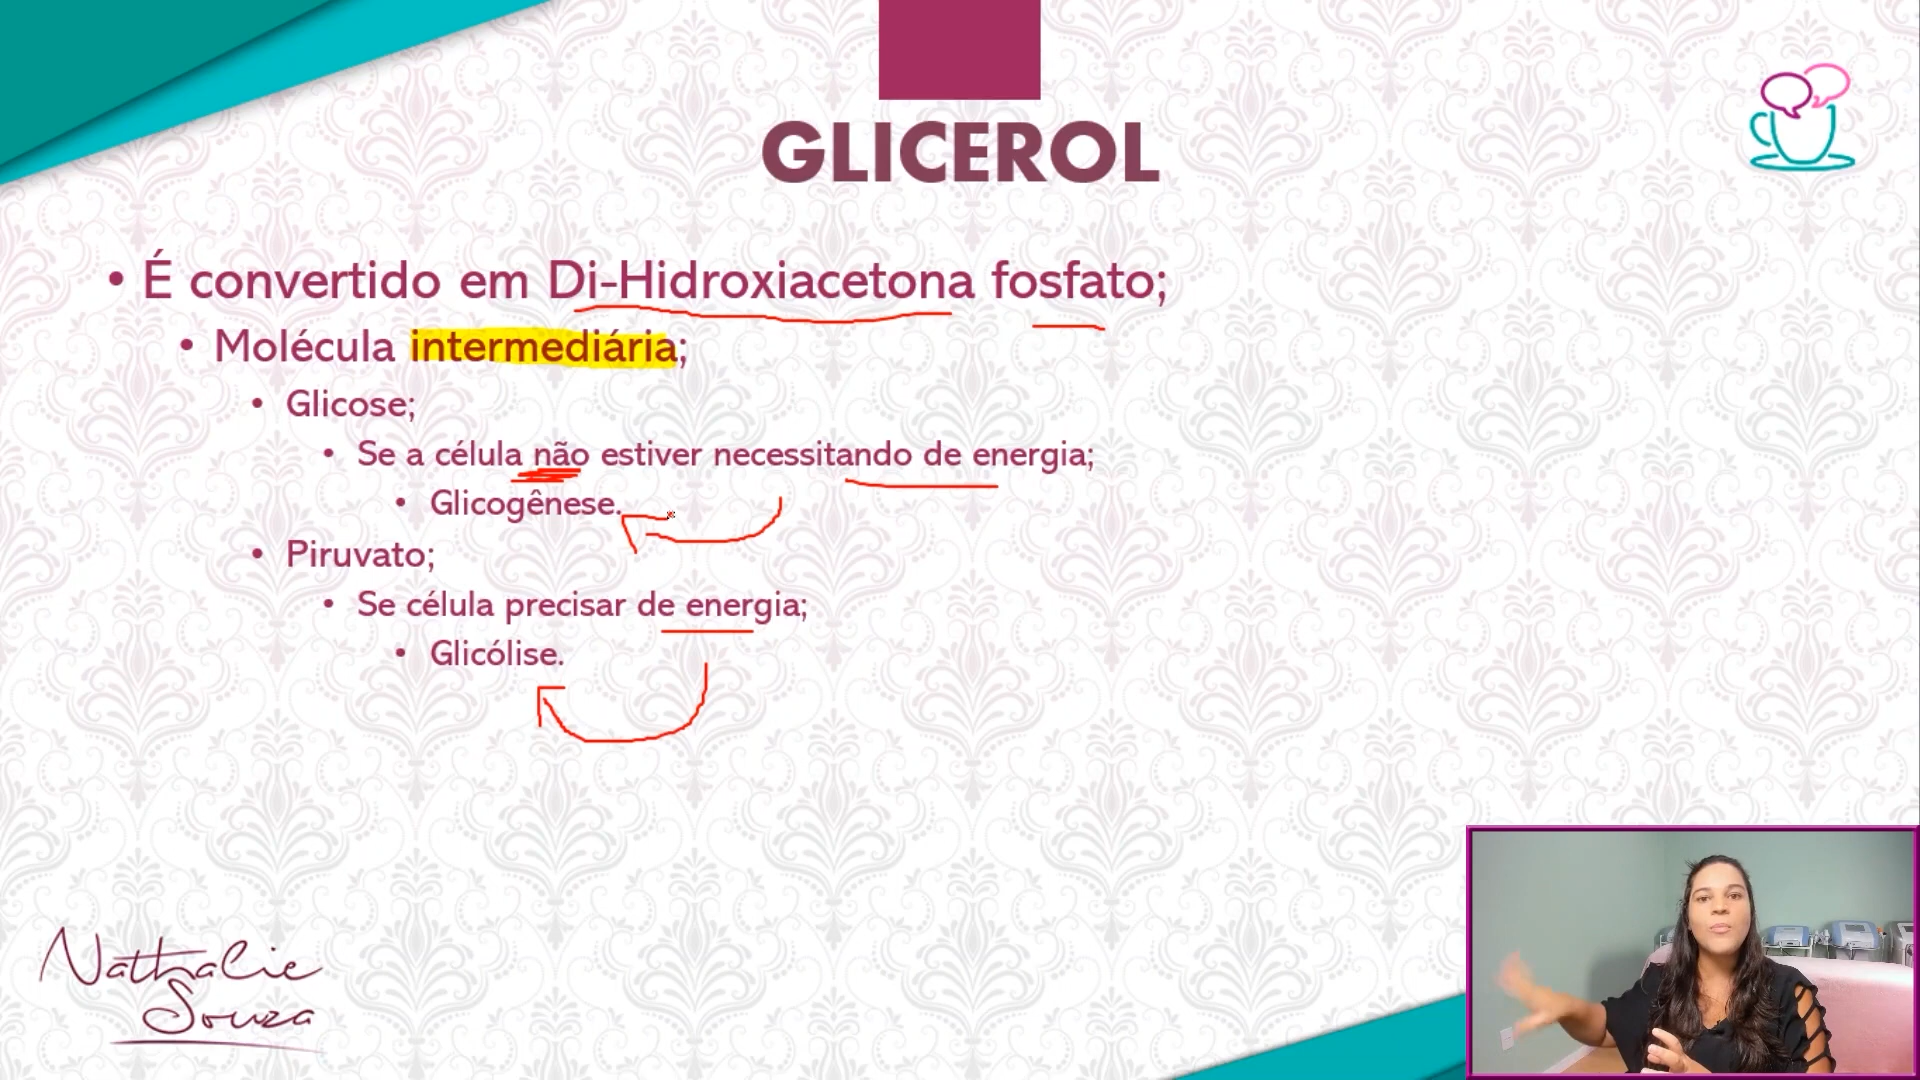 GLICEROL
• É convertido em Di-Hidroxiacetona fosfato;
• Molécula intermediária;
• Glicose;
• Se a célula não estiver necessitando de energia;
• Glicogênese.
• Piruvato;
• Se célula precisar de energia;
• Glicólise.
Nathalie
Souza